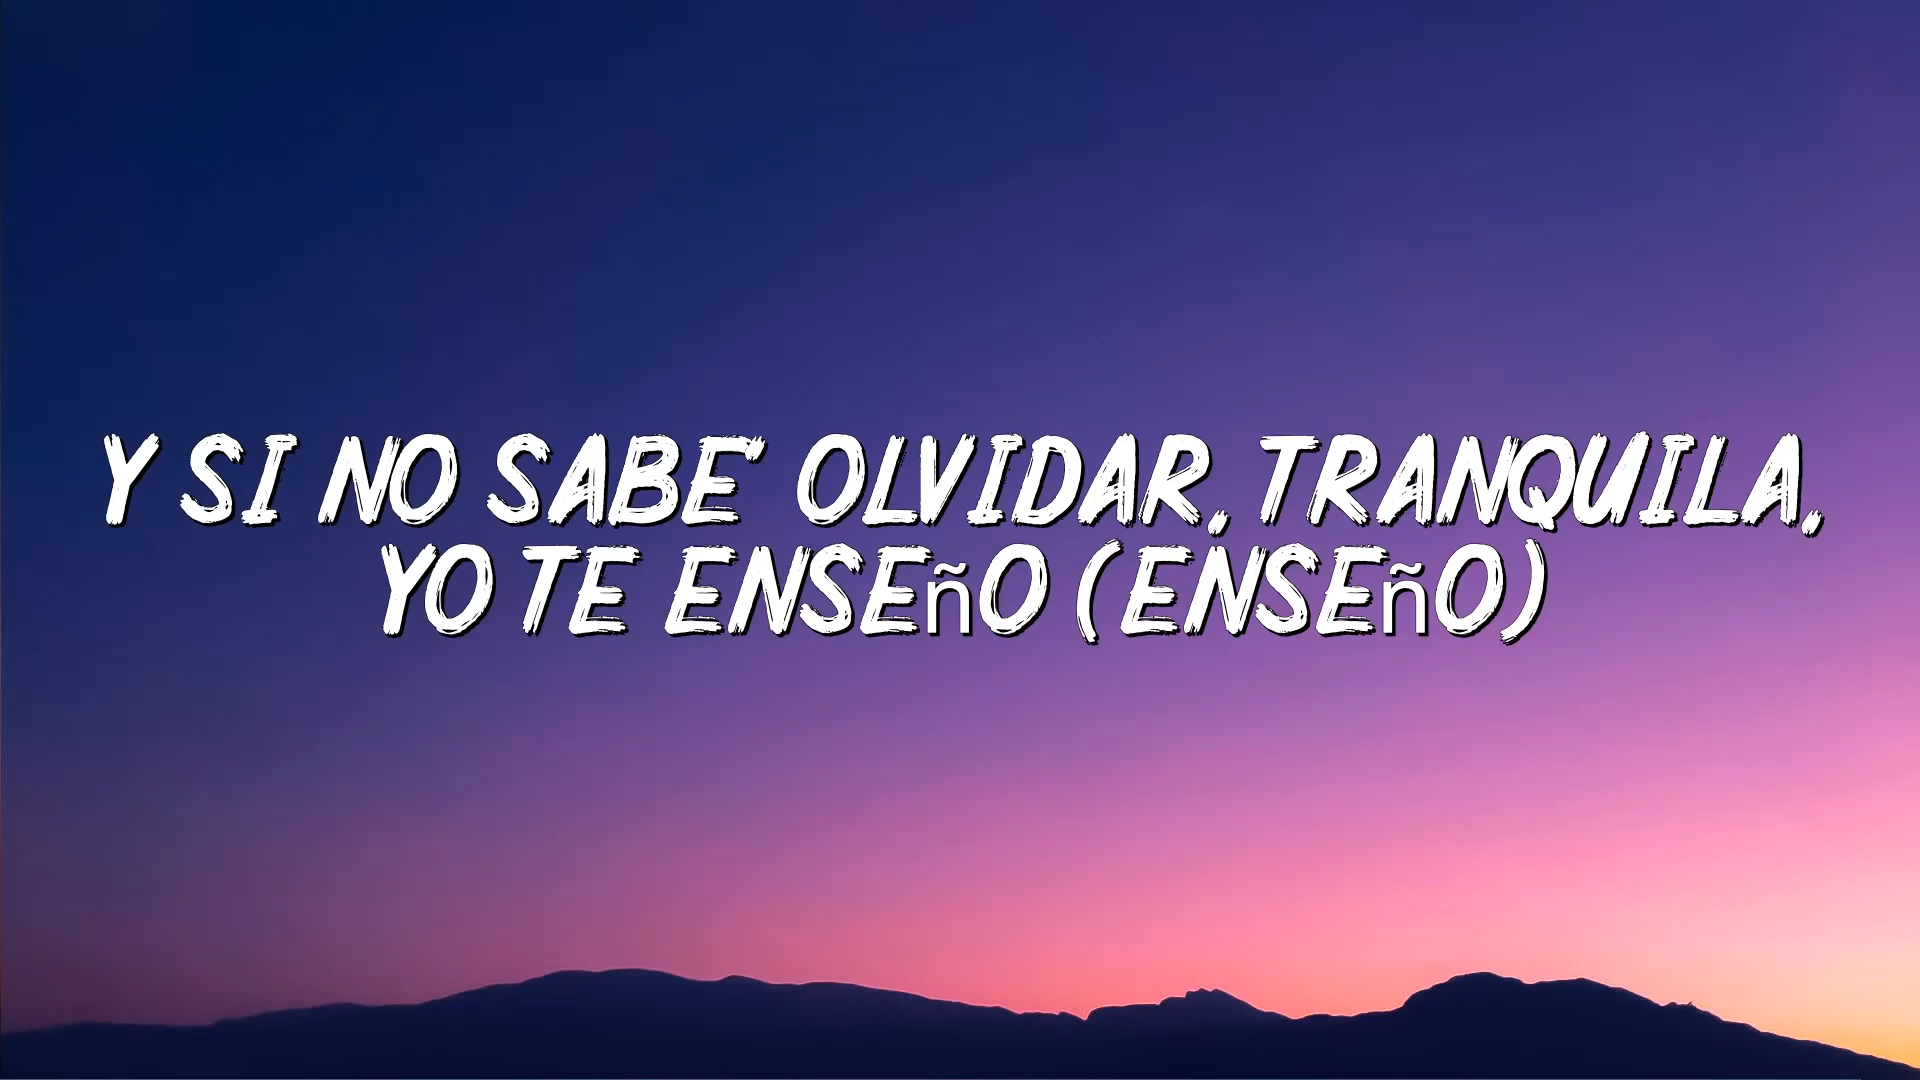 Y SI NO SABE' OLVIDAR, TRANQUILA,
YO TE ENSEñO (ENSEñO)